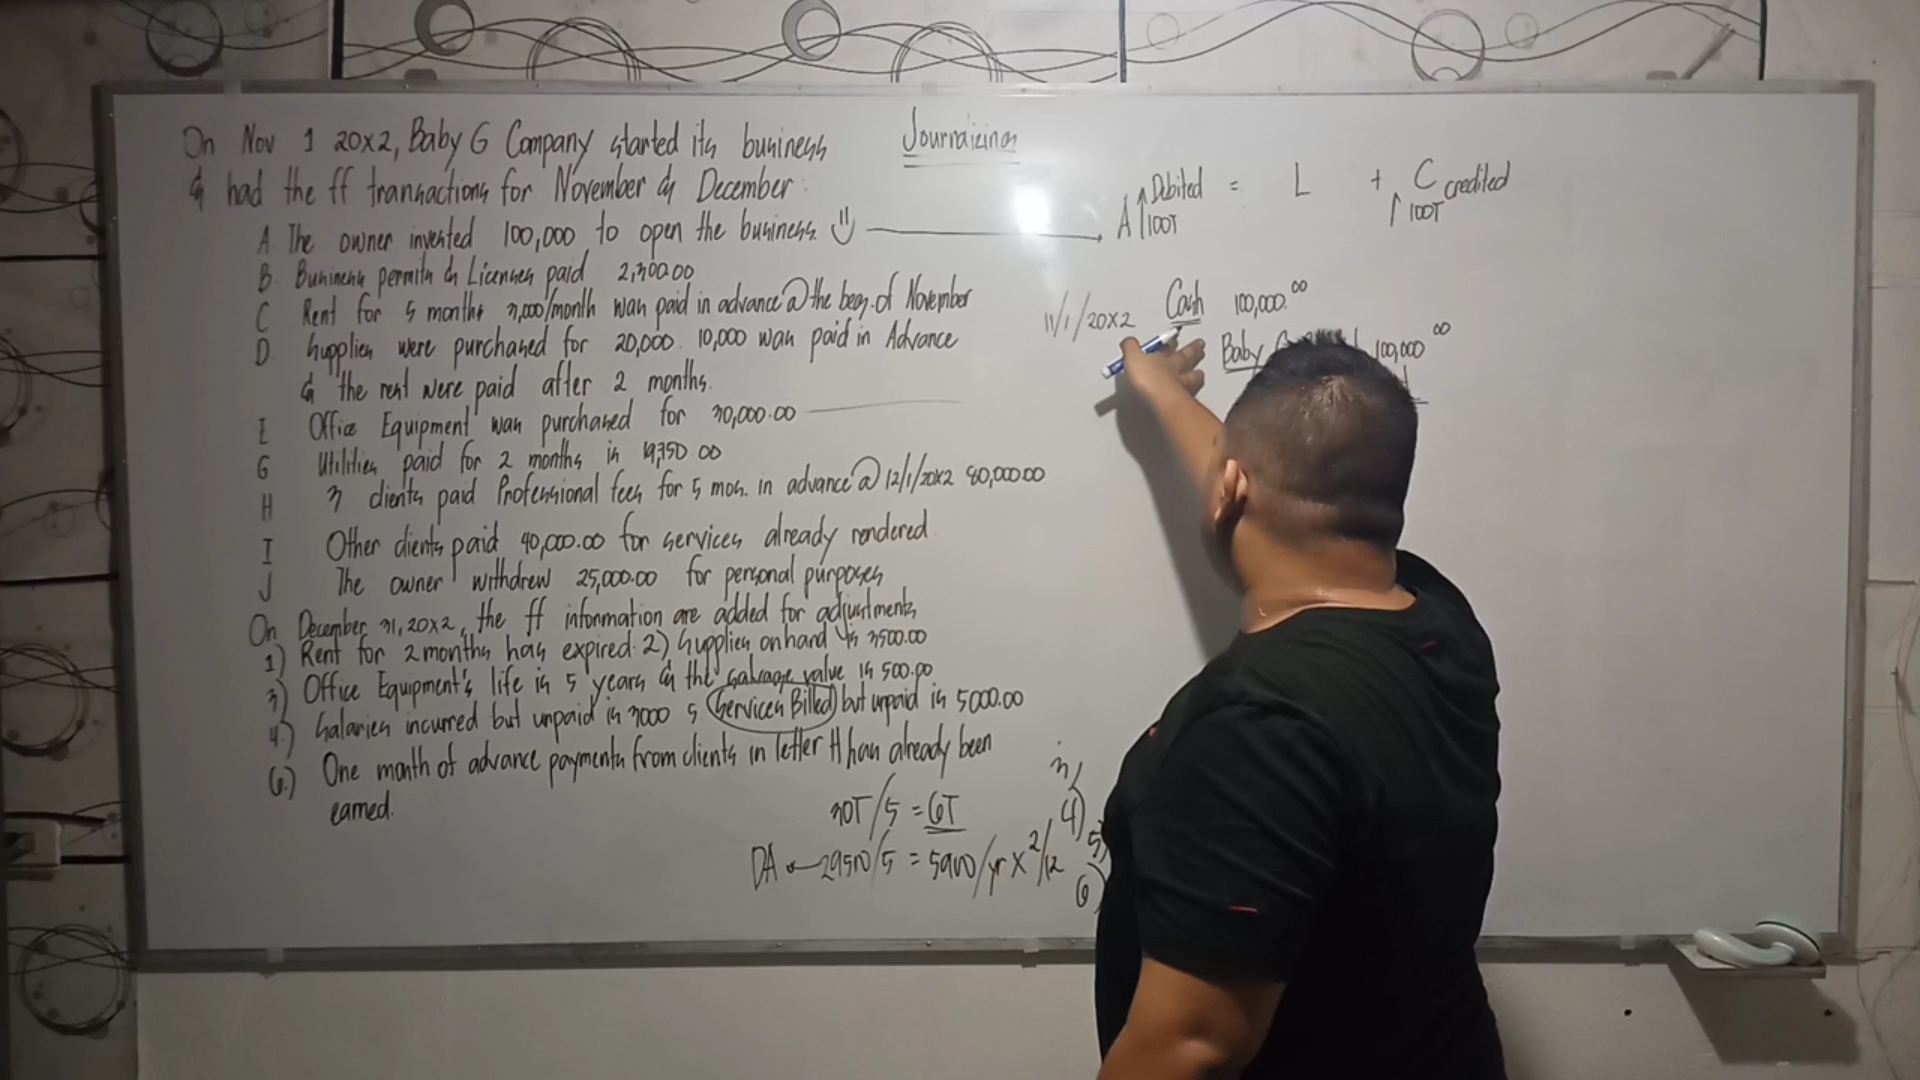 On Nov 1 20x2, Baby G Company started its business
& had the ff transactions for November & December:
A. The owner invested 100,000 to open the business.
B Business permits & Licenses paid 2,300.00
C Rent for 5 months 3,000/month was paid in advance @ the beg. of November
D. Supplies were purchased for 20,000. 10,000 was paid in Advance
& the rest were paid after 2 months.
E Office Equipment was purchased for 30,000.00
G Utilities paid for 2 months is 00
H 3 clients paid Professional fees for 5 mos. in advance @ 12/1/20x2 80,000.00
I Other clients paid 40,000.00 for services already rendered
J The owner withdrew 25,000.00 for personal purposes
On December 31, 20x2, the ff information are added for adjustments
1) Rent for 2 months has expired. 2) Supplies on hand is 3500.00
3) Office Equipment's life is 5 years & the salvage value is 500.00
4.) Salaries incurred but unpaid is 3000 5 Services Billed but unpaid is 5000.00
6.) One month of advance payments from clients in letter H has already been
earned.
30T/5 = 6T
DA 29500/5 = 5900/yr x 2/12
Journalizing
A ↑ Debited 100T = L + C ↑ 100T credited
11/1/20x2 Cash 100,000.00
Baby 100,000 00
3)
4)
5)
6)